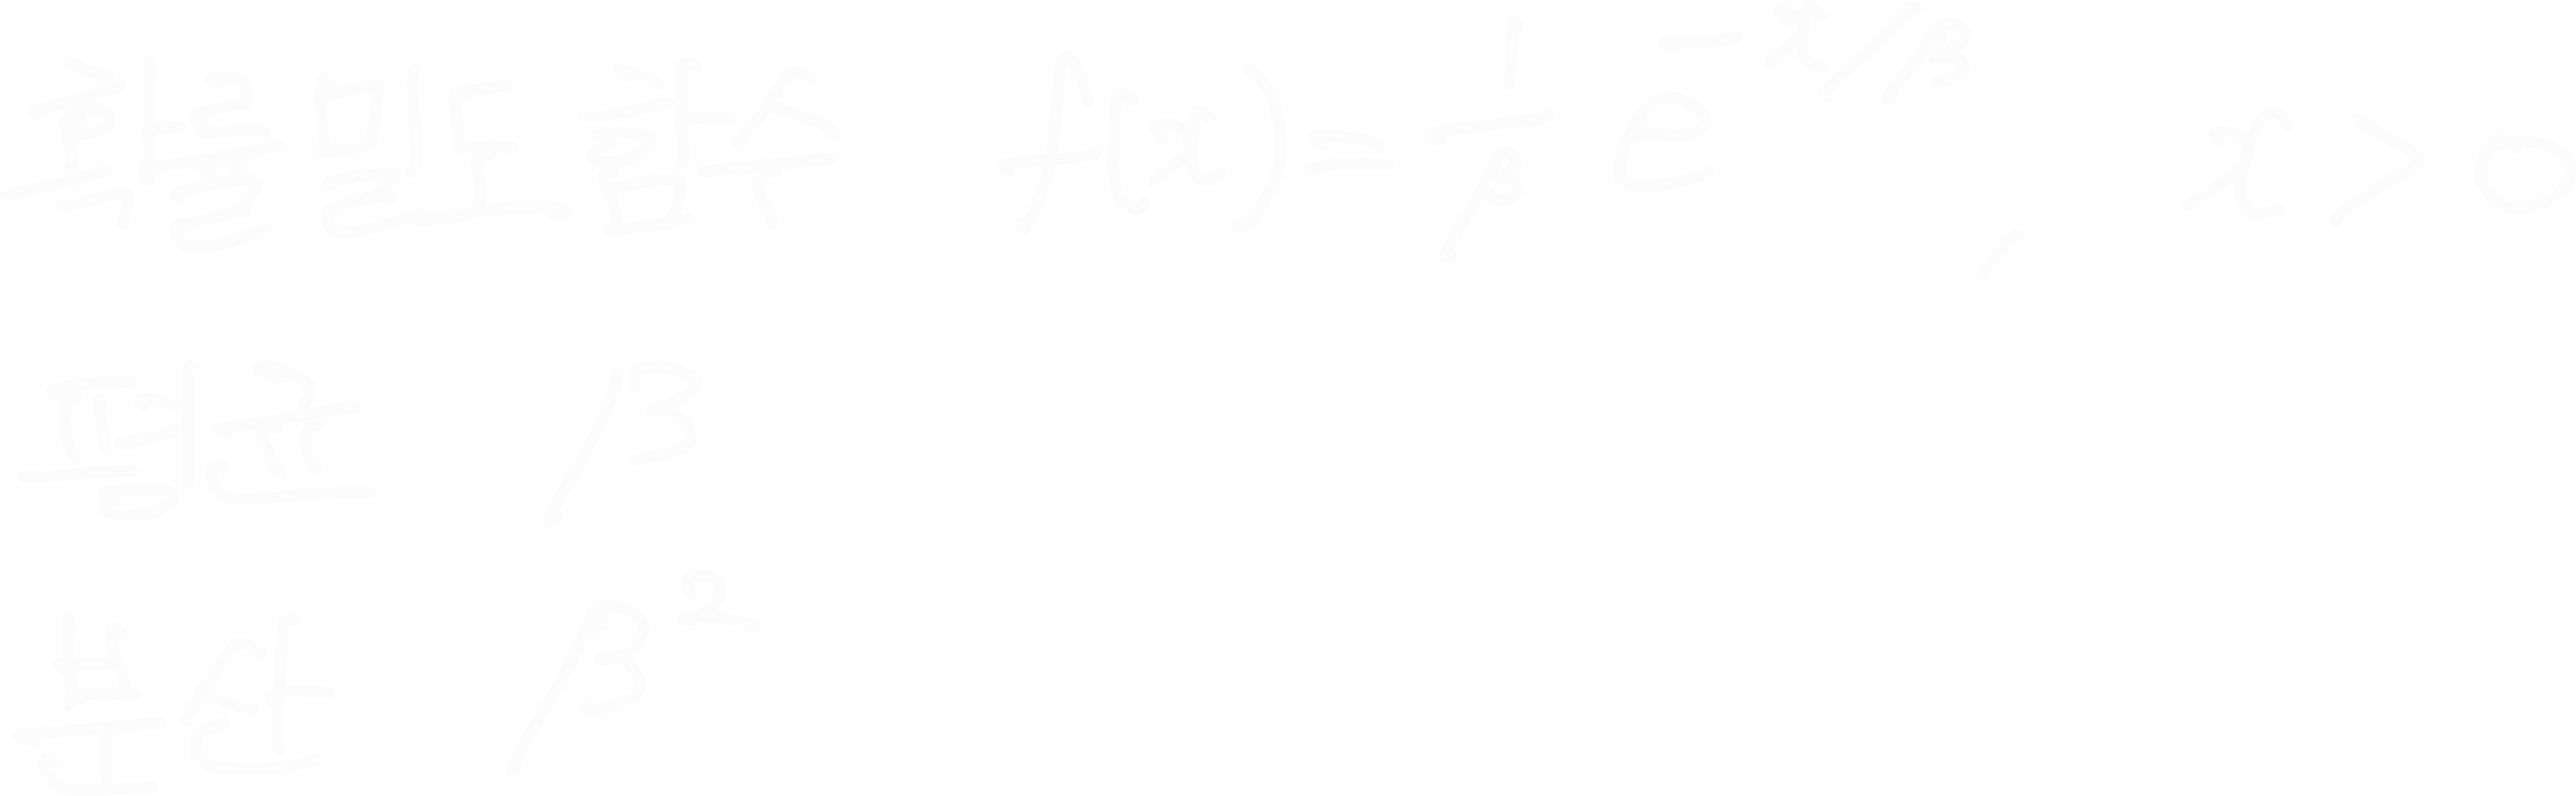 확률밀도함수 f(x) = 1/β e^(-x/β), x > 0
평균 β
분산 β²